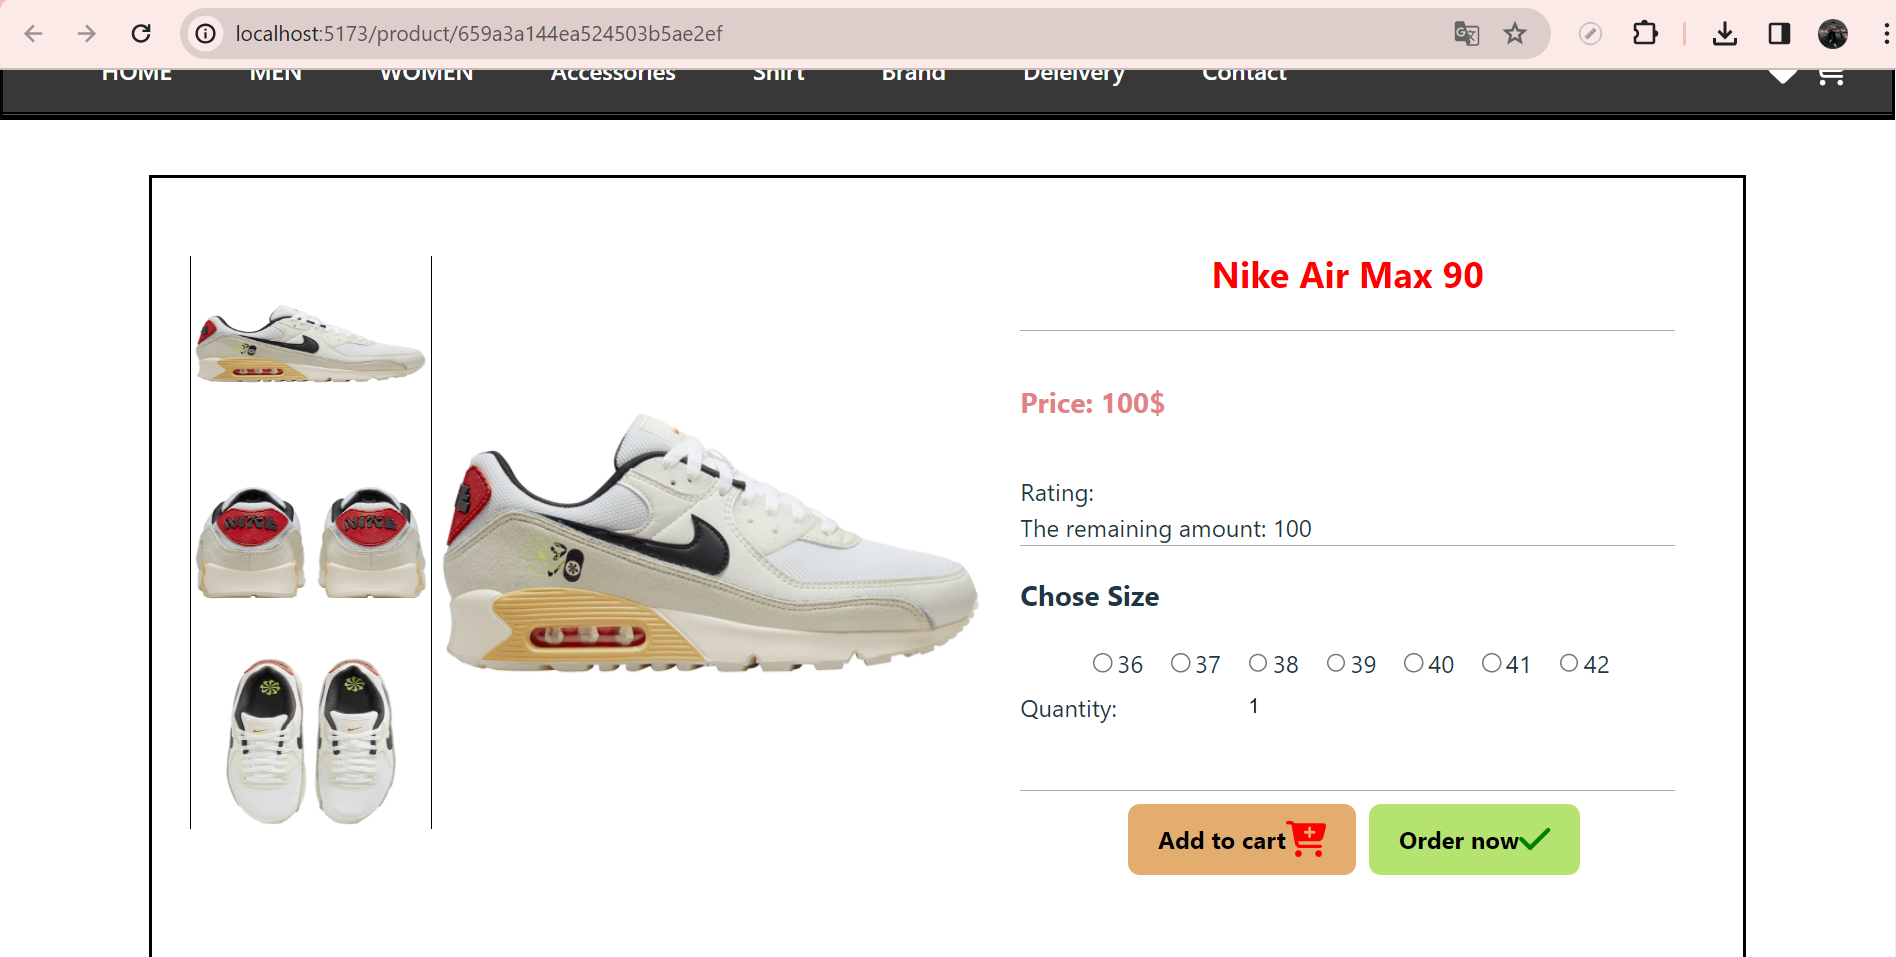 localhost:5173/product/659a3a144ea524503b5ae2ef
HOME MEN WOMEN Accessories Shirt Brand Deleivery Contact
Nike Air Max 90
Price: 100$
Rating:
The remaining amount: 100
Chose Size
36 37 38 39 40 41 42
Quantity: 1
Add to cart Order now
NIKE NIKE